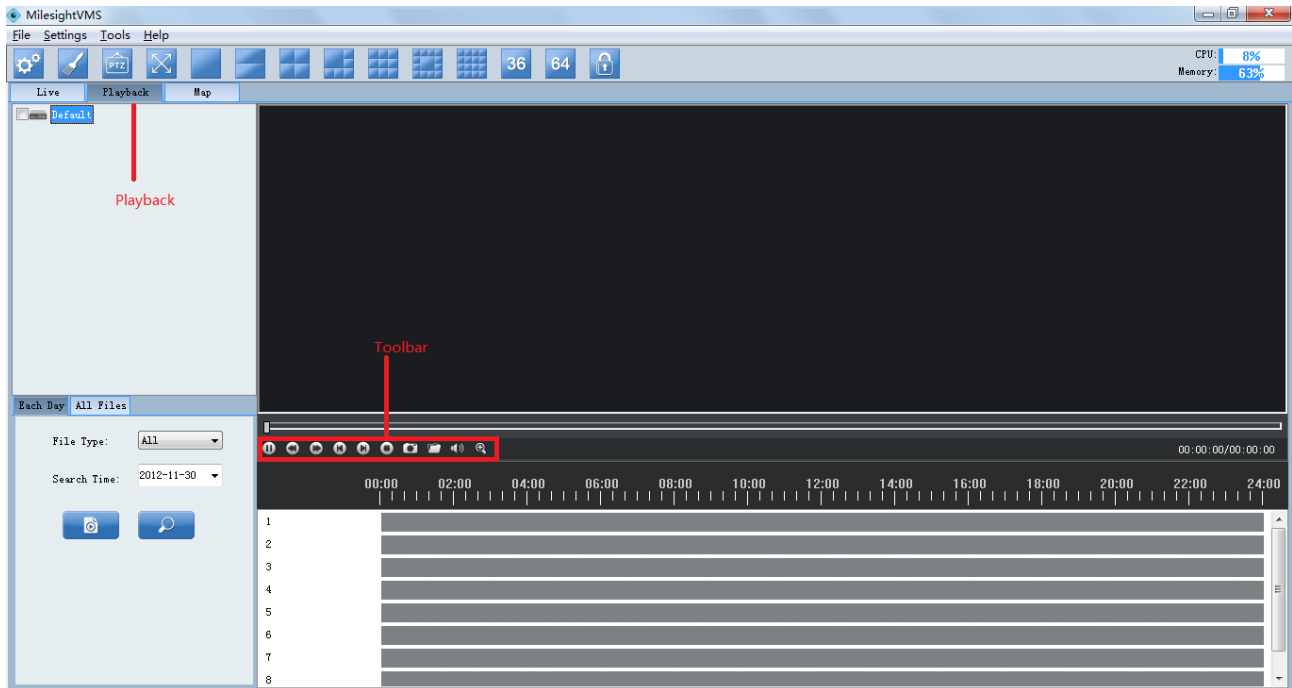 MilesightVMS
File Settings Tools Help
PTZ 36 64
CPU: 8%
Memory: 63%
Live Playback Map
Default
Playback
Toolbar
Each Day All Files
File Type: All
00:00:00/00:00:00
Search Time: 2012-11-30
00:00 02:00 04:00 06:00 08:00 10:00 12:00 14:00 16:00 18:00 20:00 22:00 24:00
1
2
3
4
5
6
7
8